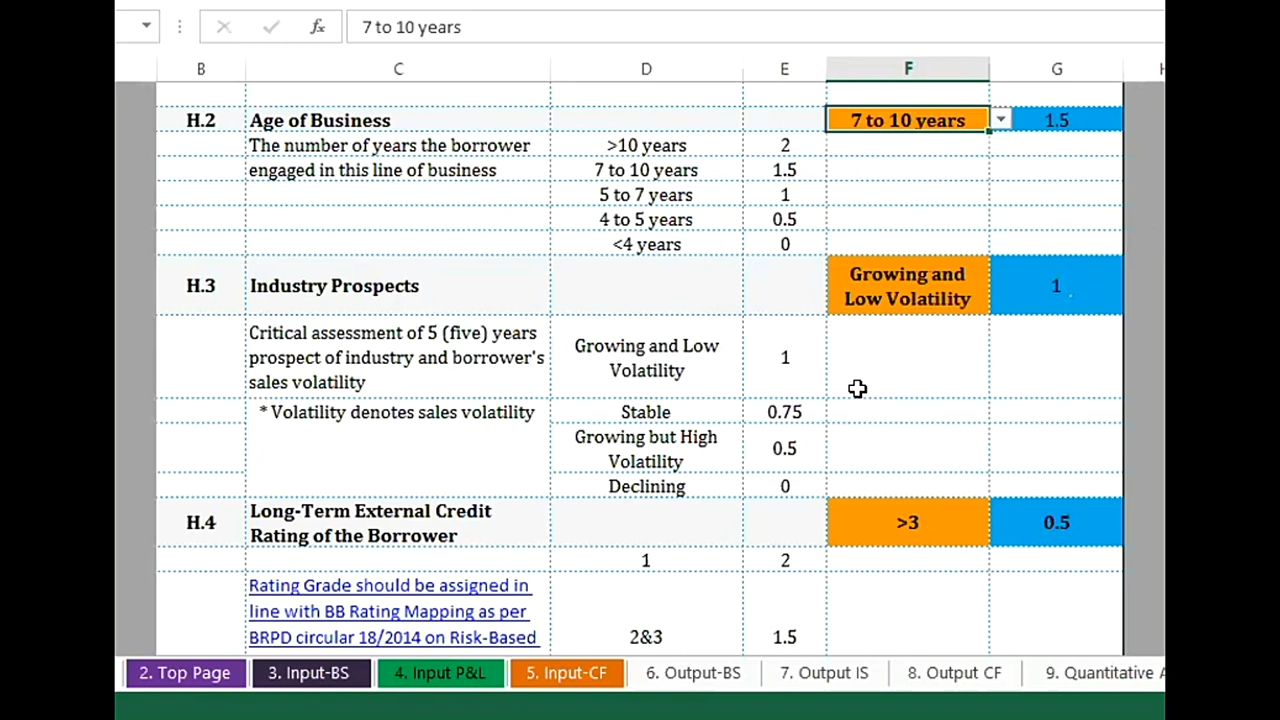 fx 7 to 10 years
B C D E F G H
H.2 Age of Business 7 to 10 years 1.5
The number of years the borrower >10 years 2
engaged in this line of business 7 to 10 years 1.5
5 to 7 years 1
4 to 5 years 0.5
<4 years 0
H.3 Industry Prospects Growing and Low Volatility 1
Critical assessment of 5 (five) years
prospect of industry and borrower's Growing and Low Volatility 1
sales volatility
* Volatility denotes sales volatility Stable 0.75
Growing but High Volatility 0.5
Declining 0
H.4 Long-Term External Credit Rating of the Borrower >3 0.5
1 2
Rating Grade should be assigned in
line with BB Rating Mapping as per
BRPD circular 18/2014 on Risk-Based 2&3 1.5
2. Top Page 3. Input-BS 4. Input P&L 5. Input-CF 6. Output-BS 7. Output IS 8. Output CF 9. Quantitative A